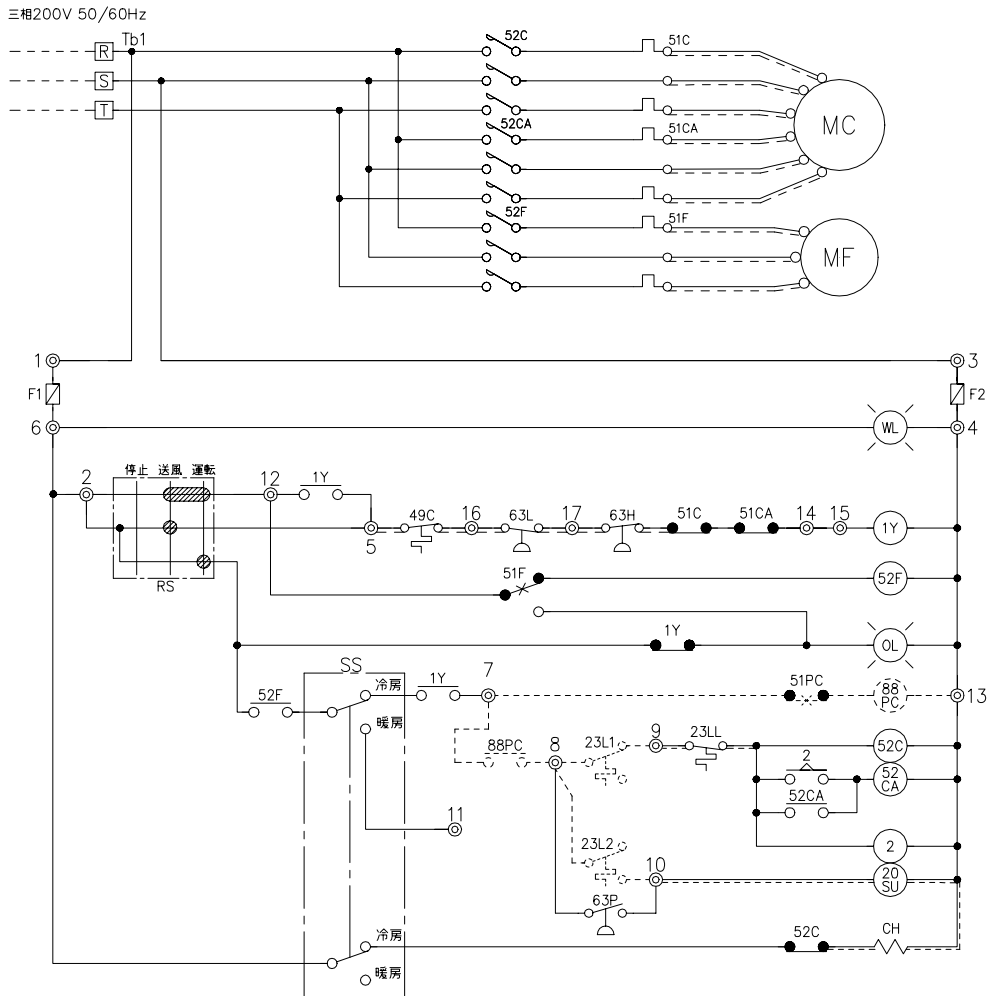 三相200V 50/60Hz
Tb1
R
S
T
52C
51C
52CA
51CA
52F
51F
MC
MF
1
3
F1
F2
6
WL
4
停止 送風 運転
2
12
1Y
5
49C
16
63L
17
63H
51C
51CA
14
15
1Y
RS
51F
52F
1Y
OL
SS
冷房
1Y
7
51PC
88
PC
13
52F
暖房
88PC
8
23L1
9
23LL
52C
2
52
CA
52CA
11
23L2
2
10
20
SU
63P
冷房
52C
CH
暖房